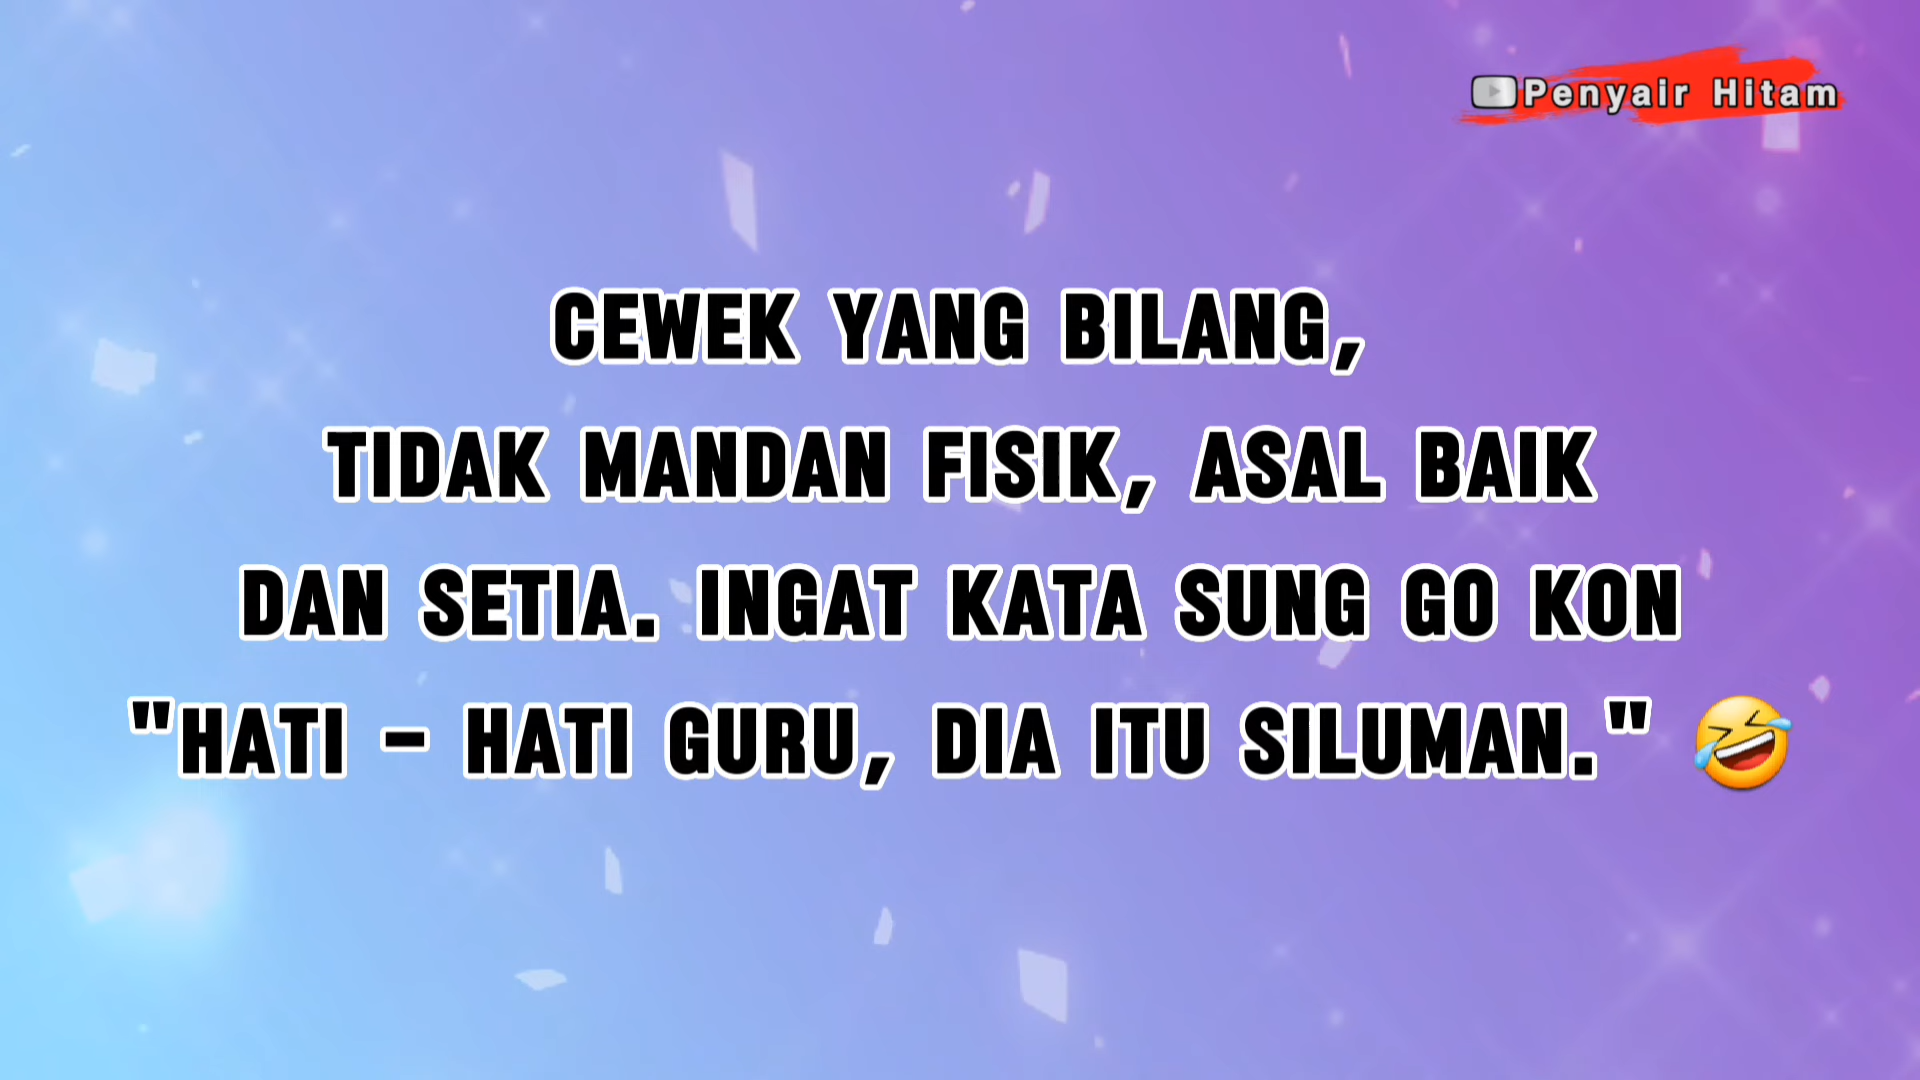 Penyair Hitam
CEWEK YANG BILANG,
TIDAK MANDAN FISIK, ASAL BAIK
DAN SETIA. INGAT KATA SUNG GO KON
"HATI - HATI GURU, DIA ITU SILUMAN." 🤣